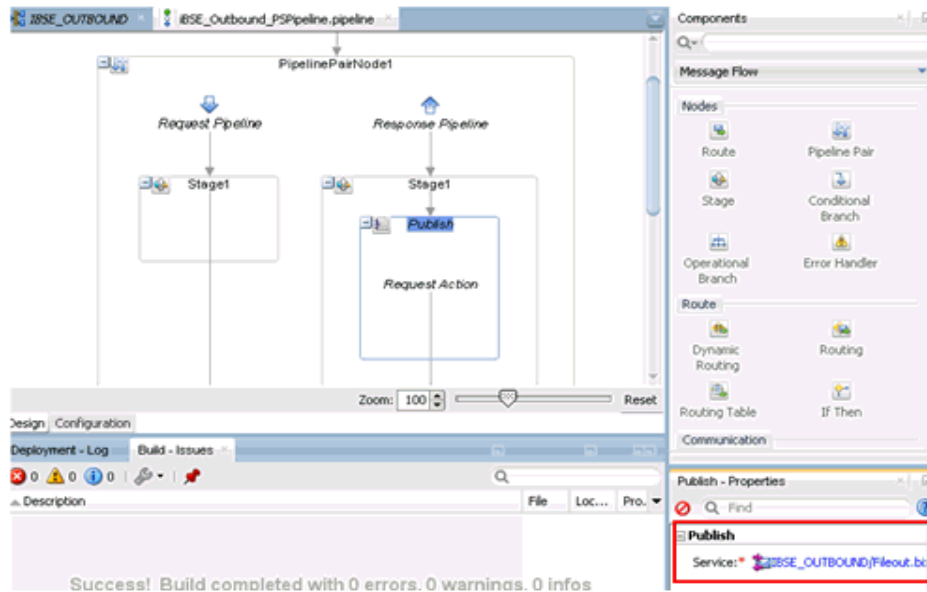 IBSE_OUTBOUND
IBSE_Outbound_PSPipeline.pipeline
PipelinePairNode1
Request Pipeline
Response Pipeline
Stage1
Stage1
Publish
Request Action
Zoom: 100
Reset
Design
Configuration
Deployment - Log
Build - Issues
0 0 0
Description
File
Loc...
Pro...
Success! Build completed with 0 errors, 0 warnings, 0 infos
Components
Message Flow
Nodes
Route
Pipeline Pair
Stage
Conditional
Branch
Operational
Branch
Error Handler
Route
Dynamic
Routing
Routing
Routing Table
If Then
Communication
Publish - Properties
Find
Publish
Service:* IBSE_OUTBOUND/Fileout.bi